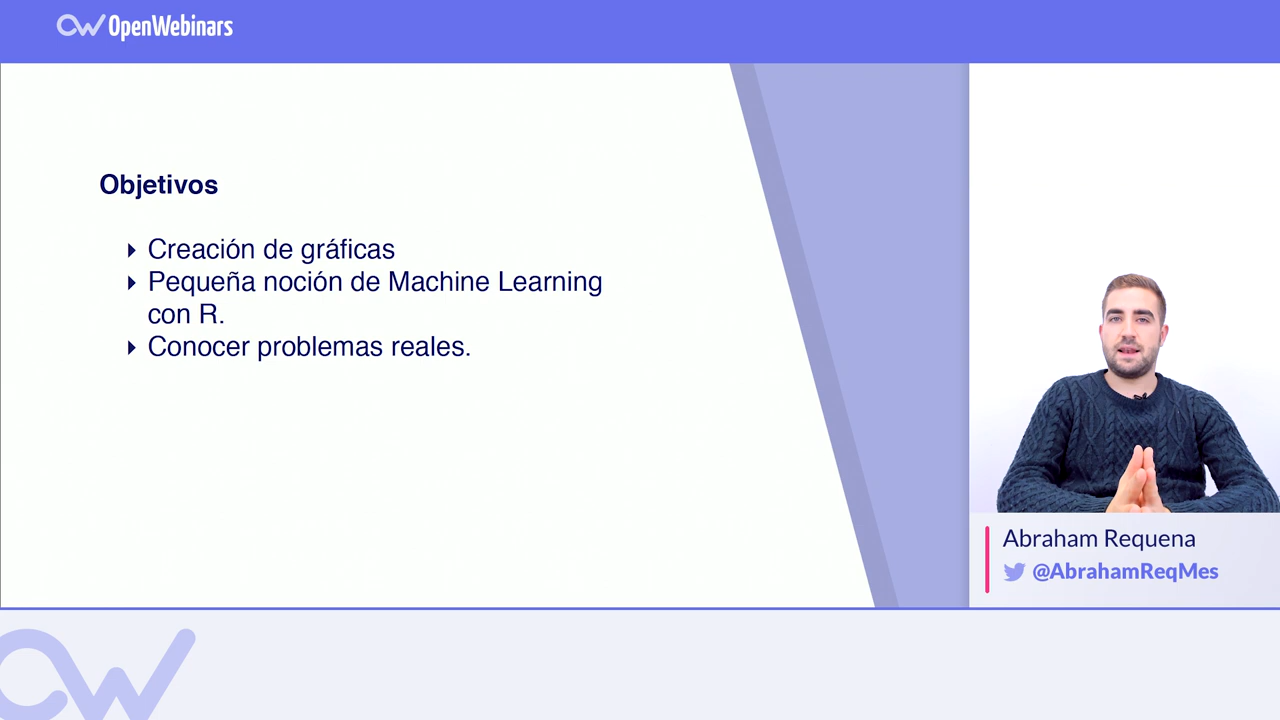 OpenWebinars
Objetivos
Creación de gráficas
Pequeña noción de Machine Learning
con R.
Conocer problemas reales.
Abraham Requena
@AbrahamReqMes